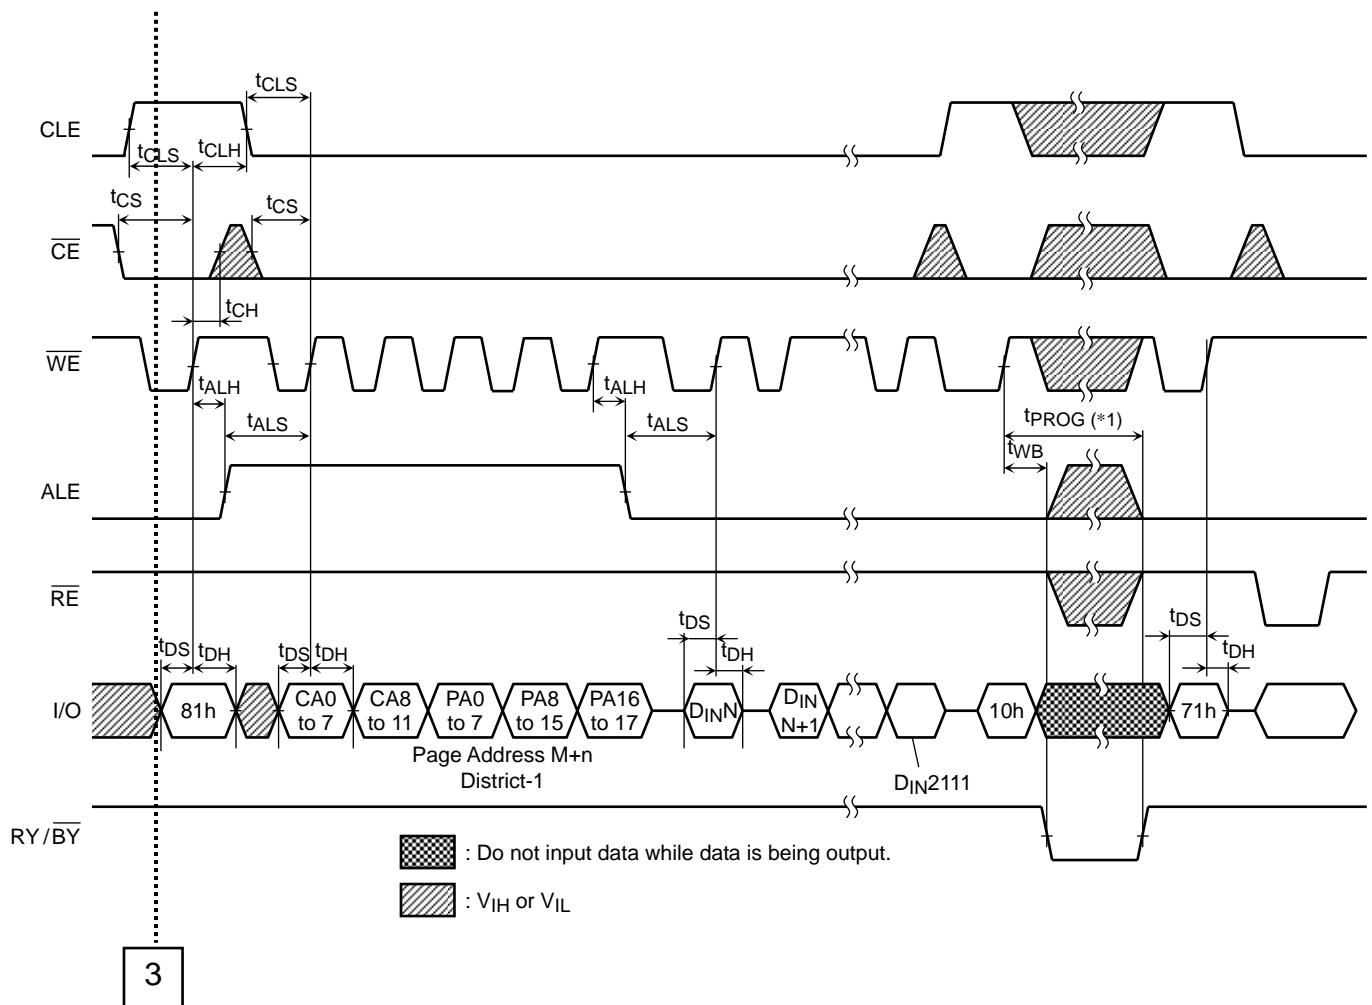 tCLS
CLE
tCLS tCLH
tCS tCS
CE
tCH
WE
tALH tALH
tALS tALS tPROG (*1)
tWB
ALE
RE
tDS tDH tDS tDH tDS tDH tDS tDH
I/O 81h CA0 to 7 CA8 to 11 PA0 to 7 PA8 to 15 PA16 to 17 DINN DIN N+1 10h 71h
Page Address M+n
District-1
DIN2111
RY/BY
: Do not input data while data is being output.
: VIH or VIL
3